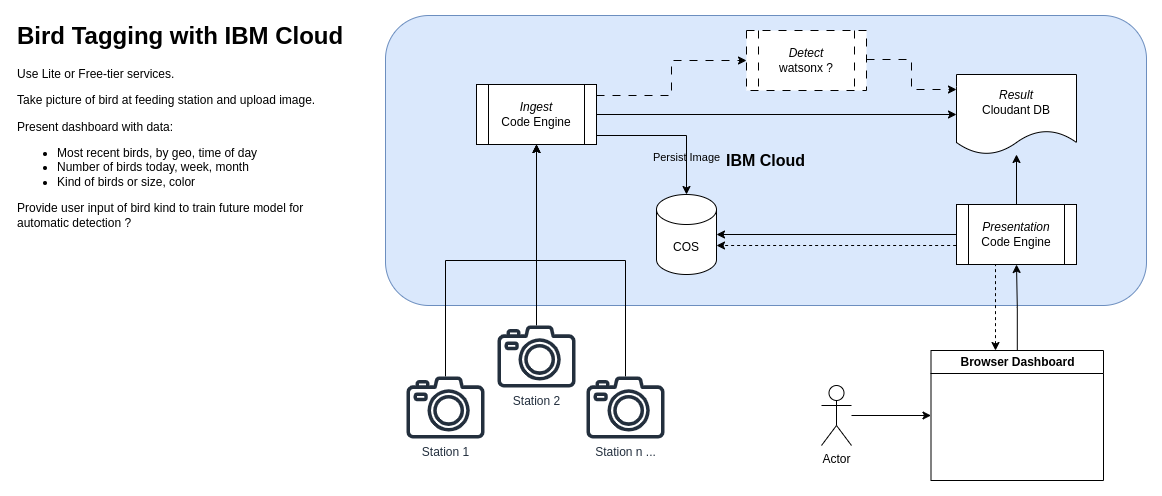 Bird Tagging with IBM Cloud
Use Lite or Free-tier services.
Take picture of bird at feeding station and upload image.
Present dashboard with data:
• Most recent birds, by geo, time of day
• Number of birds today, week, month
• Kind of birds or size, color
Provide user input of bird kind to train future model for
automatic detection ?
Detect
watsonx ?
Ingest
Code Engine
Result
Cloudant DB
Persist Image
IBM Cloud
COS
Presentation
Code Engine
Station 1
Station 2
Station n ...
Browser Dashboard
Actor